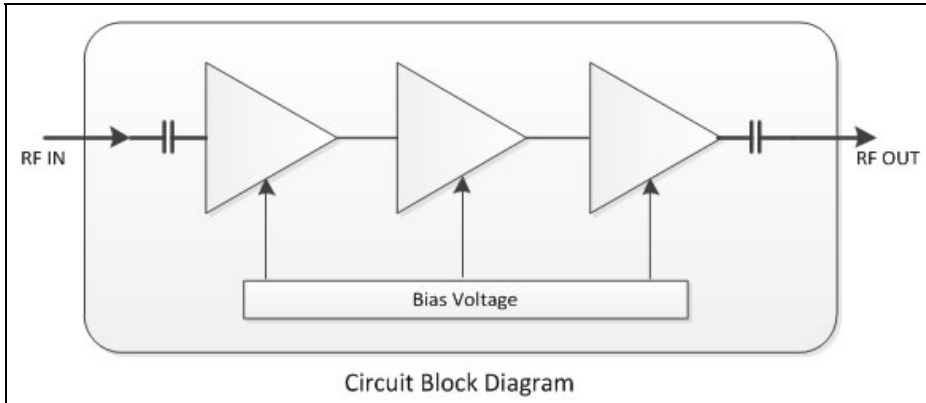 RF IN
RF OUT
Bias Voltage
Circuit Block Diagram